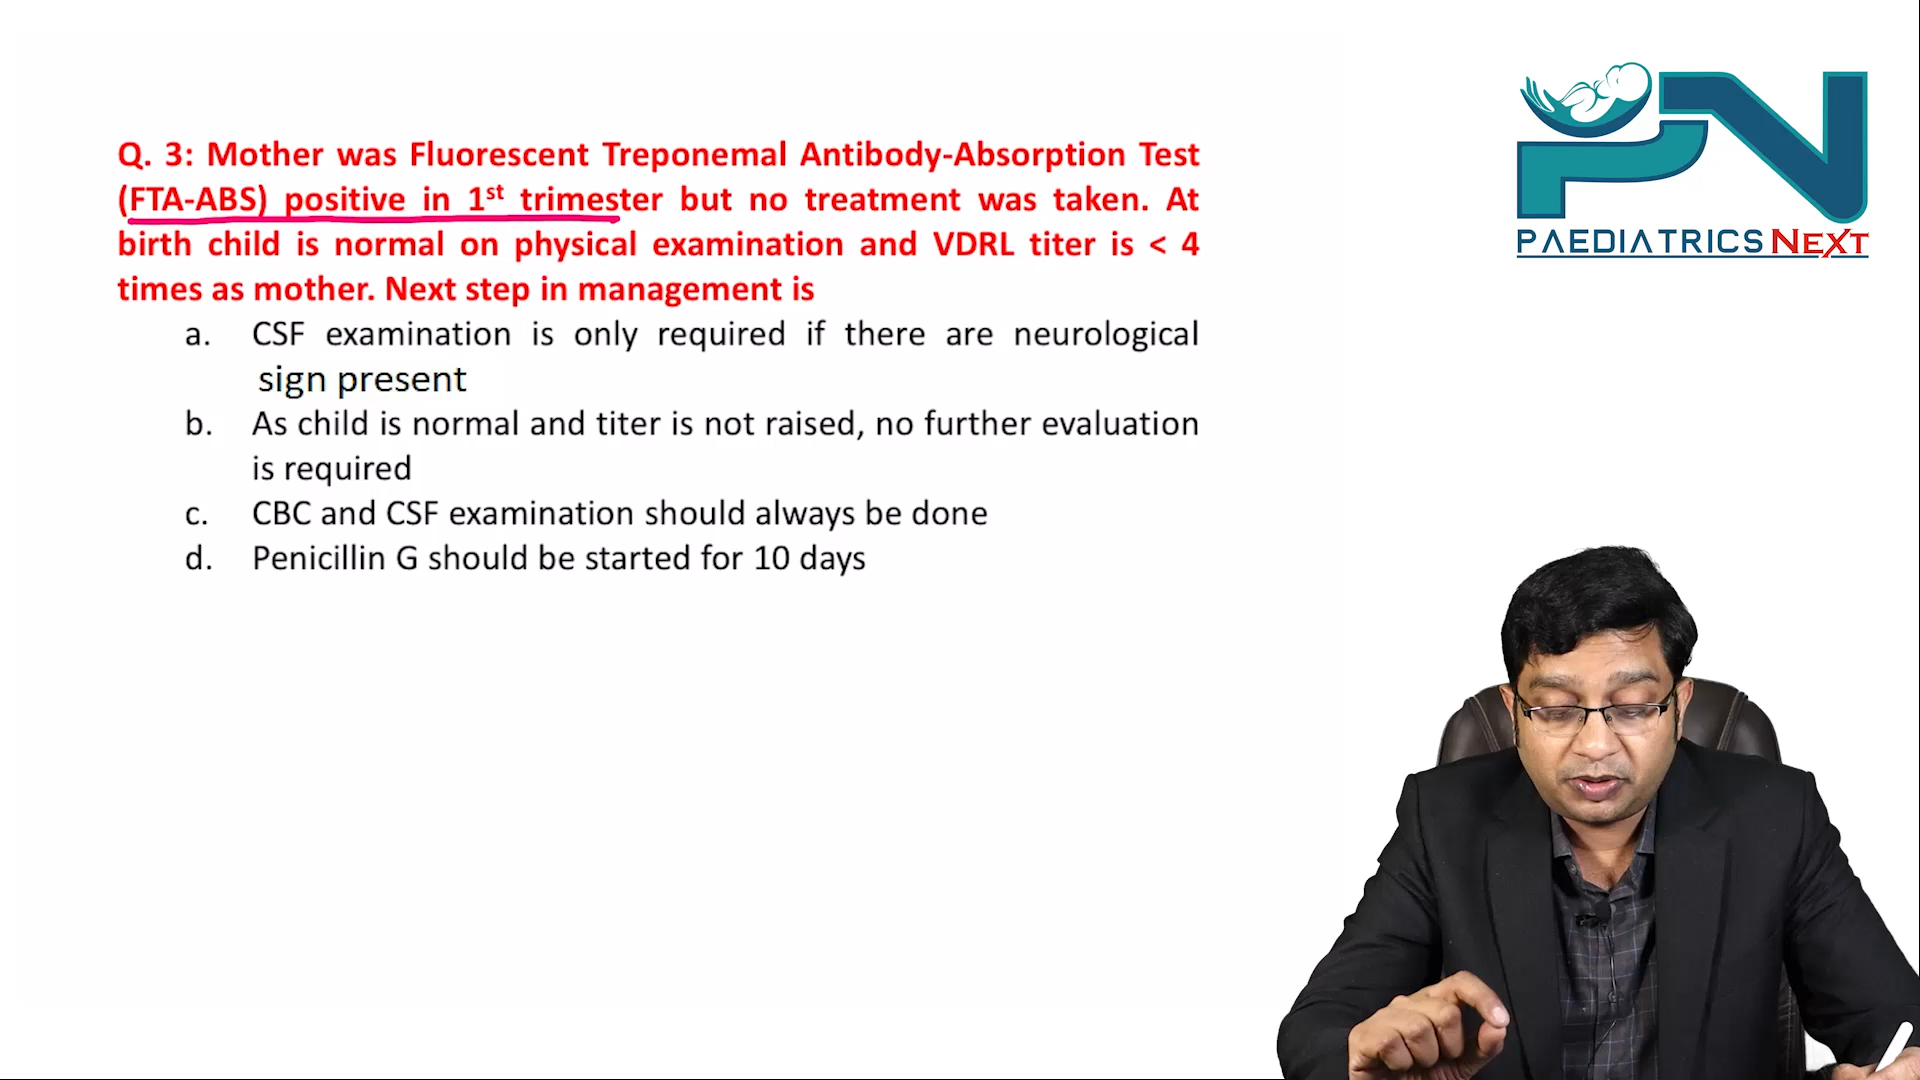 Q. 3: Mother was Fluorescent Treponemal Antibody-Absorption Test
(FTA-ABS) positive in 1st trimester but no treatment was taken. At
birth child is normal on physical examination and VDRL titer is < 4
times as mother. Next step in management is
a. CSF examination is only required if there are neurological
sign present
b. As child is normal and titer is not raised, no further evaluation
is required
c. CBC and CSF examination should always be done
d. Penicillin G should be started for 10 days
PN
PAEDIATRICS NEXT